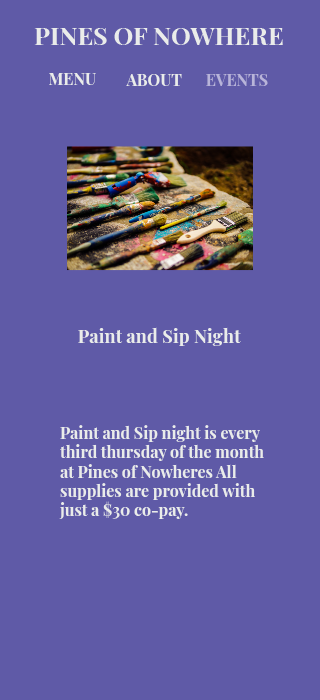 PINES OF NOWHERE
MENU ABOUT EVENTS
Paint and Sip Night
Paint and Sip night is every
third thursday of the month
at Pines of Nowheres All
supplies are provided with
just a $30 co-pay.